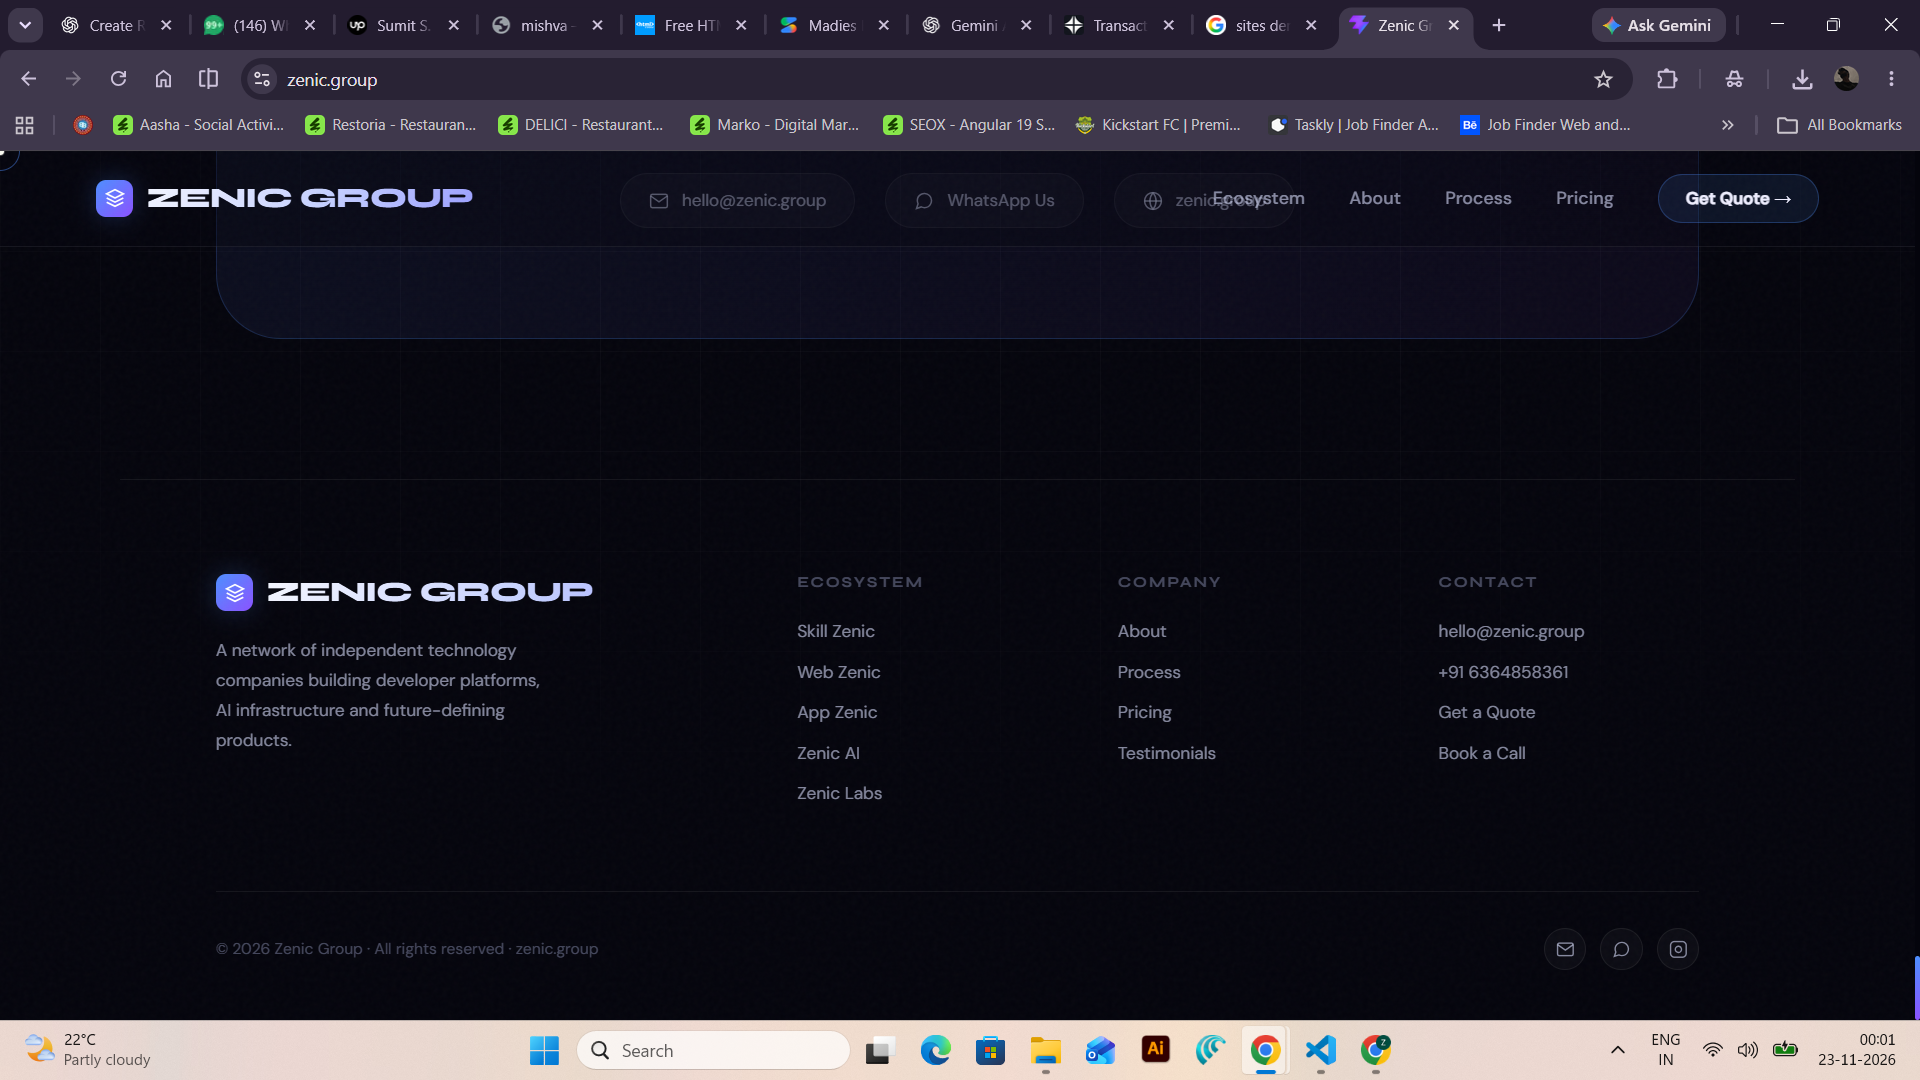 Create R
(146) W
Sumit S.
mishva -
Free HT
Madies
Gemini
Transact
sites de
Zenic G
Ask Gemini
zenic.group
Aasha - Social Activi...
Restoria - Restauran...
DELICI - Restaurant...
Marko - Digital Mar...
SEOX - Angular 19 S...
Kickstart FC | Premi...
Taskly | Job Finder A...
Job Finder Web and...
All Bookmarks
ZENIC GROUP
hello@zenic.group
WhatsApp Us
zenic.group
Ecosystem
About
Process
Pricing
Get Quote →
ZENIC GROUP
A network of independent technology
companies building developer platforms,
AI infrastructure and future-defining
products.
ECOSYSTEM
Skill Zenic
Web Zenic
App Zenic
Zenic AI
Zenic Labs
COMPANY
About
Process
Pricing
Testimonials
CONTACT
hello@zenic.group
+91 6364858361
Get a Quote
Book a Call
© 2026 Zenic Group · All rights reserved · zenic.group
22°C
Partly cloudy
Search
ENG
IN
00:01
23-11-2026